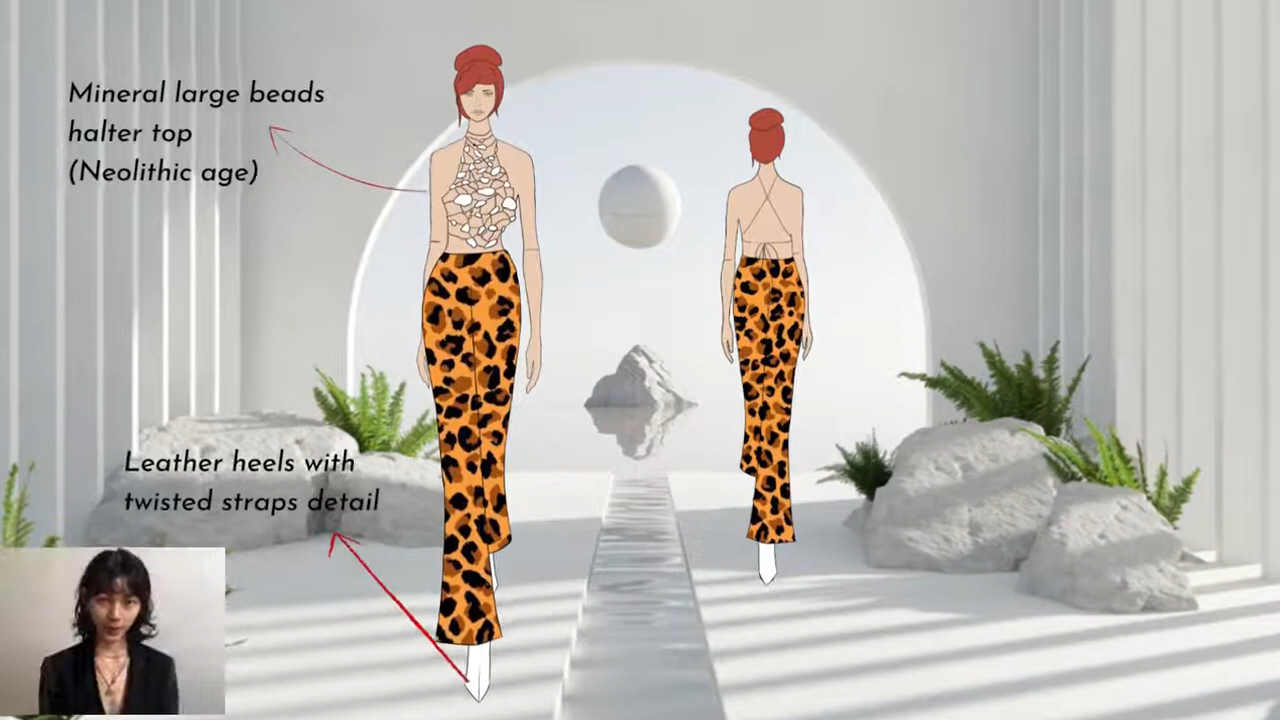 Mineral large beads
halter top
(Neolithic age)
Leather heels with
twisted straps detail